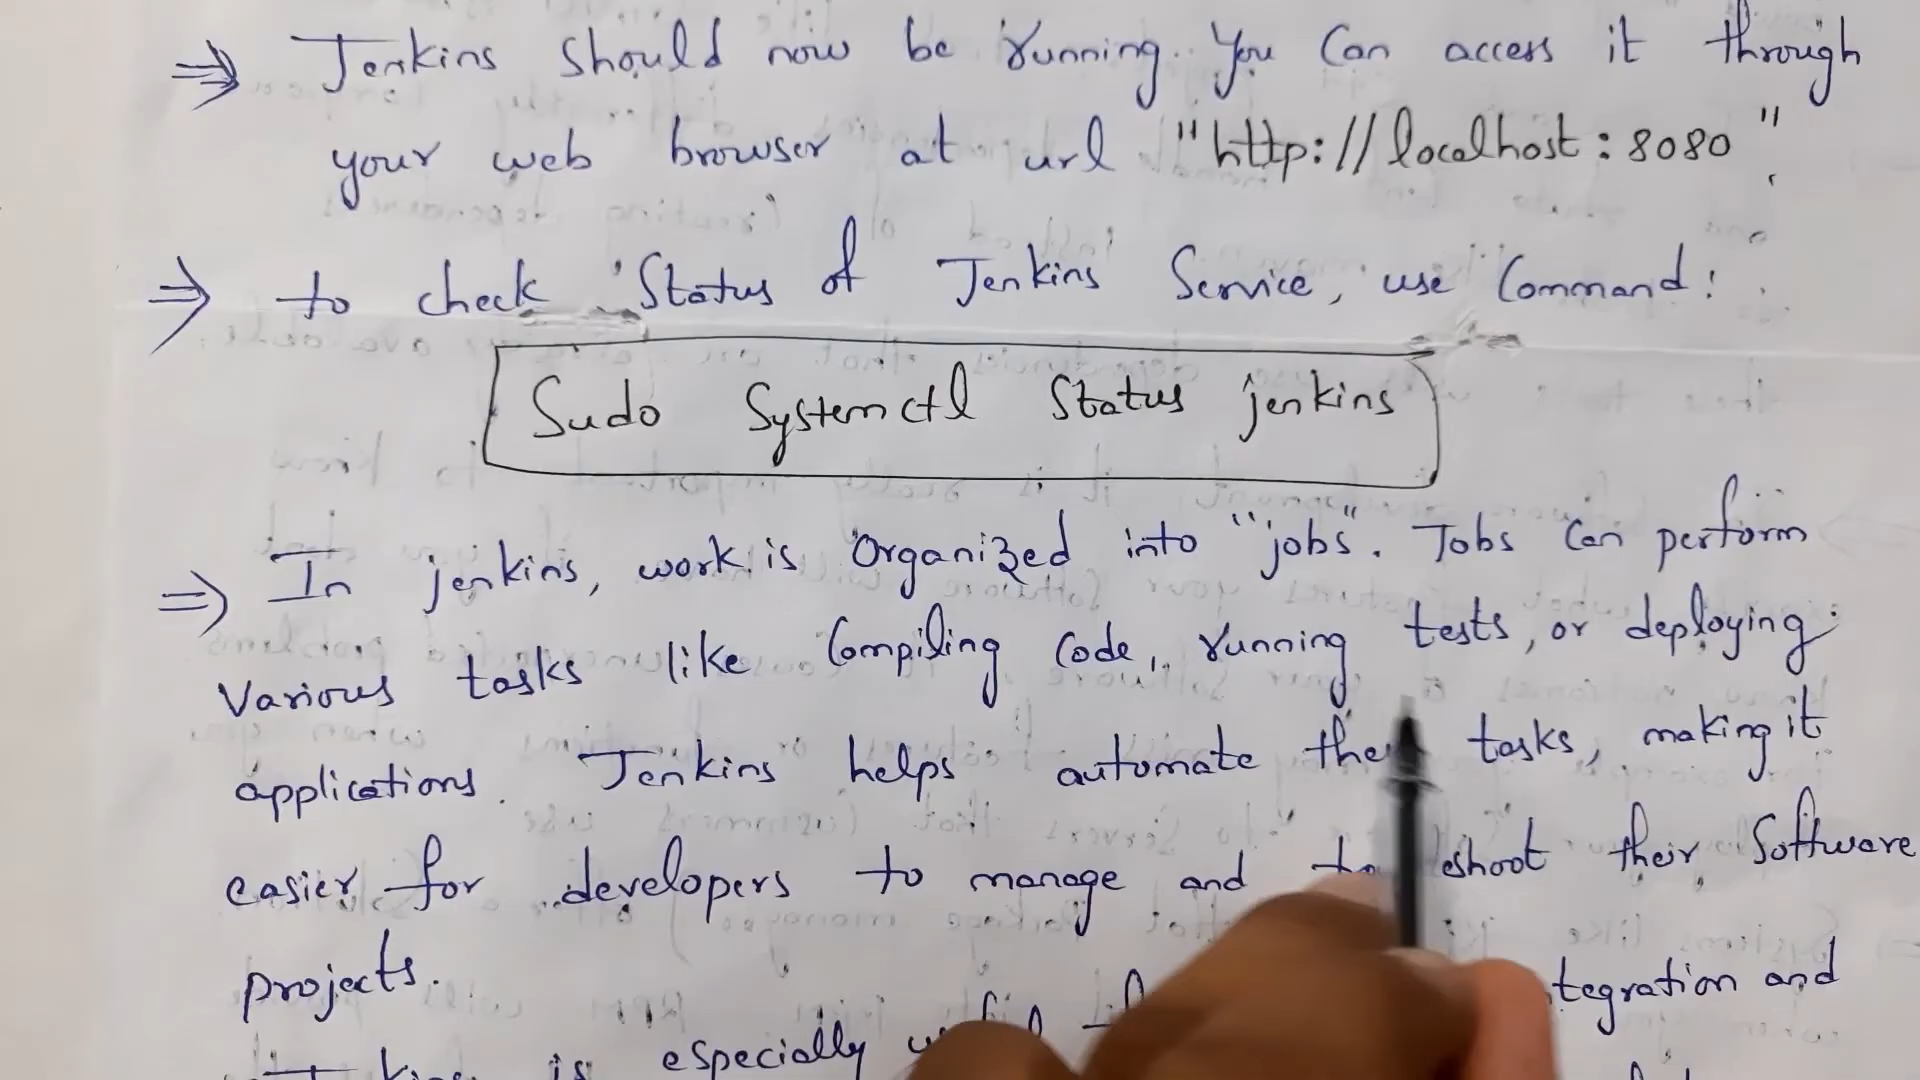 ⇒ Jenkins should now be running. You can access it through
your web browser at url "http://localhost:8080".
⇒ to check Status of Jenkins Service, use Command:
Sudo Systemctl Status jenkins
⇒ In jenkins, work is Organized into "jobs". Jobs can perform
Various tasks like Compiling Code, running tests, or deploying
applications. Jenkins helps automate tasks, making it
easier for developers to manage and their Software
projects.
is especially and